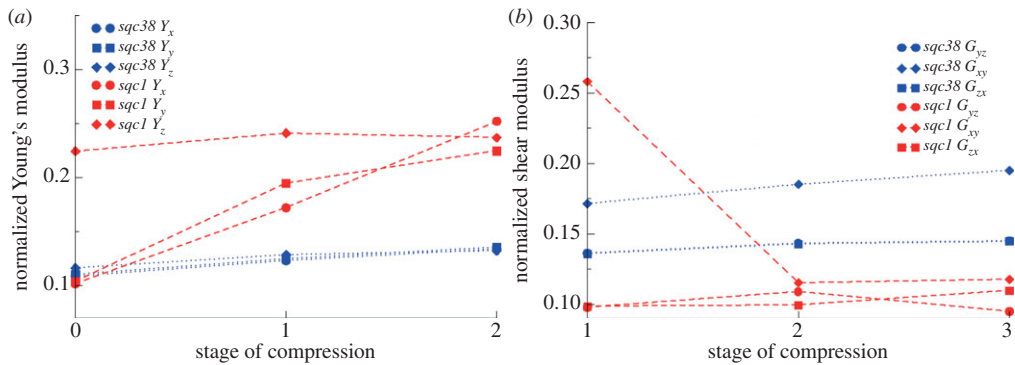 (a)
normalized Young's modulus
0.3
0.2
0.1
sqc38 Yx
sqc38 Yy
sqc38 Yz
sqc1 Yx
sqc1 Yy
sqc1 Yz
0 1 2
stage of compression
(b)
normalized shear modulus
0.30
0.25
0.20
0.15
0.10
sqc38 Gyz
sqc38 Gxy
sqc38 Gzx
sqc1 Gyz
sqc1 Gxy
sqc1 Gzx
1 2 3
stage of compression